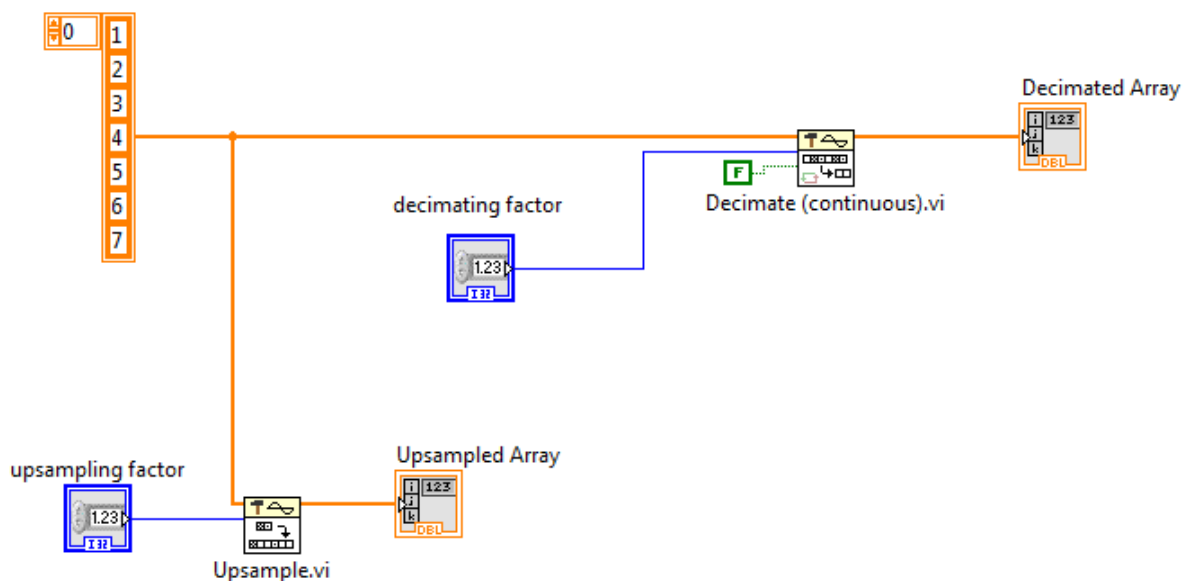 0
1
2
3
4
5
6
7
Decimated Array
i
j
k
123
DBL
F
Decimate (continuous).vi
decimating factor
1.23
I32
upsampling factor
1.23
I32
Upsample.vi
Upsampled Array
i
j
k
123
DBL